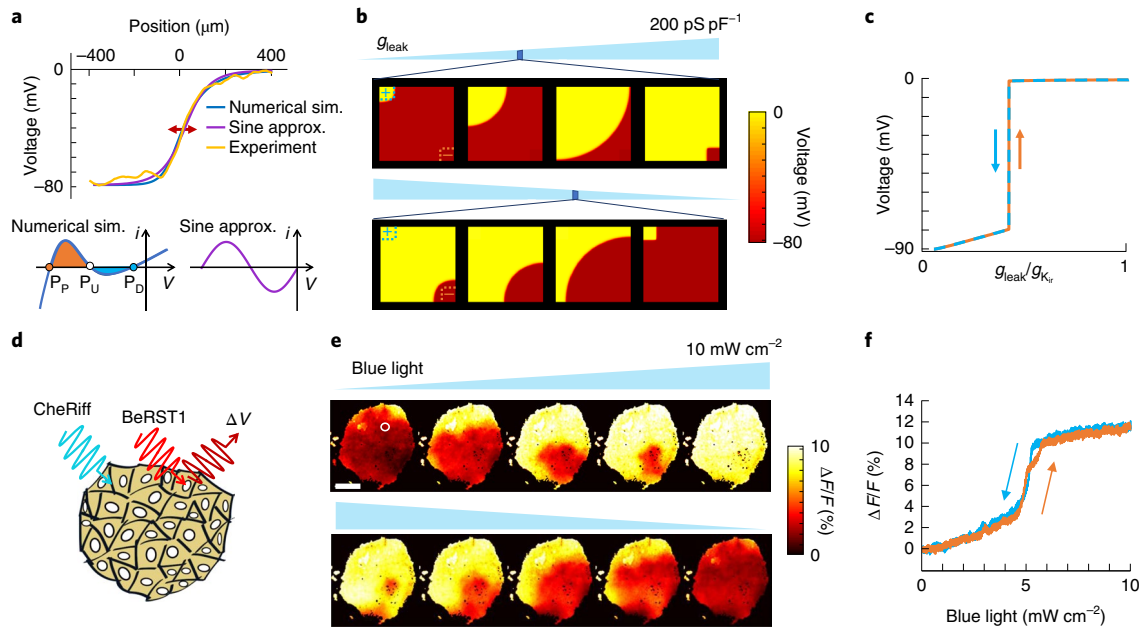 a
Position (μm)
−400
0
400
0
Voltage (mV)
−80
Numerical sim.
Sine approx.
Experiment
Numerical sim.
i
V
P_P
P_U
P_D
Sine approx.
i
V
b
g_leak
200 pS pF⁻¹
+
−
+
−
0
Voltage (mV)
−80
c
0
Voltage (mV)
−90
0
1
g_leak/g_K_ir
d
CheRiff
BeRST1
ΔV
e
Blue light
10 mW cm⁻²
10
ΔF/F (%)
0
f
14
12
10
8
6
4
2
0
ΔF/F (%)
0
5
10
Blue light (mW cm⁻²)